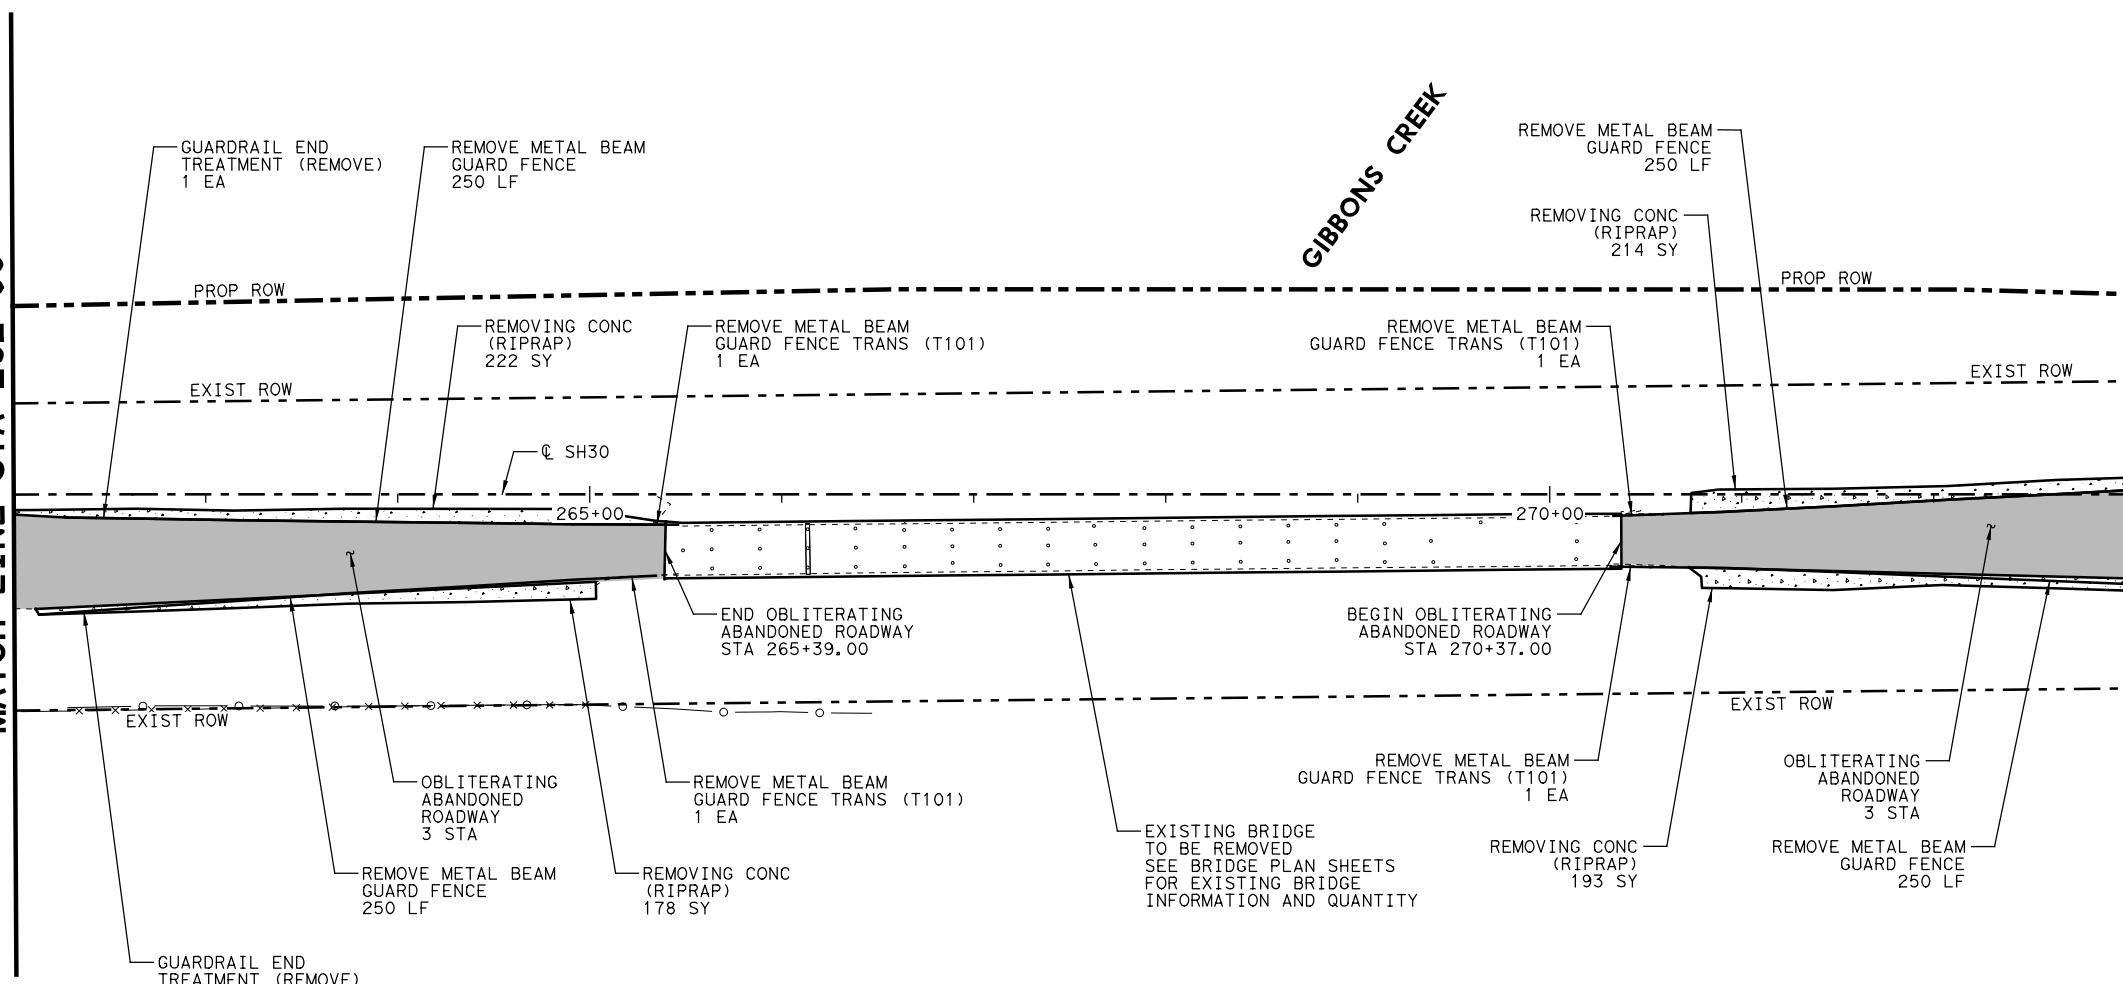 GUARDRAIL END
TREATMENT (REMOVE)
1 EA
REMOVE METAL BEAM
GUARD FENCE
250 LF
GIBBONS CREEK
REMOVE METAL BEAM
GUARD FENCE
250 LF
REMOVING CONC
(RIPRAP)
214 SY
PROP ROW
PROP ROW
REMOVING CONC
(RIPRAP)
222 SY
REMOVE METAL BEAM
GUARD FENCE TRANS (T101)
1 EA
REMOVE METAL BEAM
GUARD FENCE TRANS (T101)
1 EA
EXIST ROW
EXIST ROW
℄ SH30
265+00
270+00
END OBLITERATING
ABANDONED ROADWAY
STA 265+39.00
BEGIN OBLITERATING
ABANDONED ROADWAY
STA 270+37.00
EXIST ROW
EXIST ROW
OBLITERATING
ABANDONED
ROADWAY
3 STA
REMOVE METAL BEAM
GUARD FENCE TRANS (T101)
1 EA
REMOVE METAL BEAM
GUARD FENCE TRANS (T101)
1 EA
OBLITERATING
ABANDONED
ROADWAY
3 STA
EXISTING BRIDGE
TO BE REMOVED
SEE BRIDGE PLAN SHEETS
FOR EXISTING BRIDGE
INFORMATION AND QUANTITY
REMOVING CONC
(RIPRAP)
193 SY
REMOVE METAL BEAM
GUARD FENCE
250 LF
REMOVE METAL BEAM
GUARD FENCE
250 LF
REMOVING CONC
(RIPRAP)
178 SY
GUARDRAIL END
TREATMENT (REMOVE)